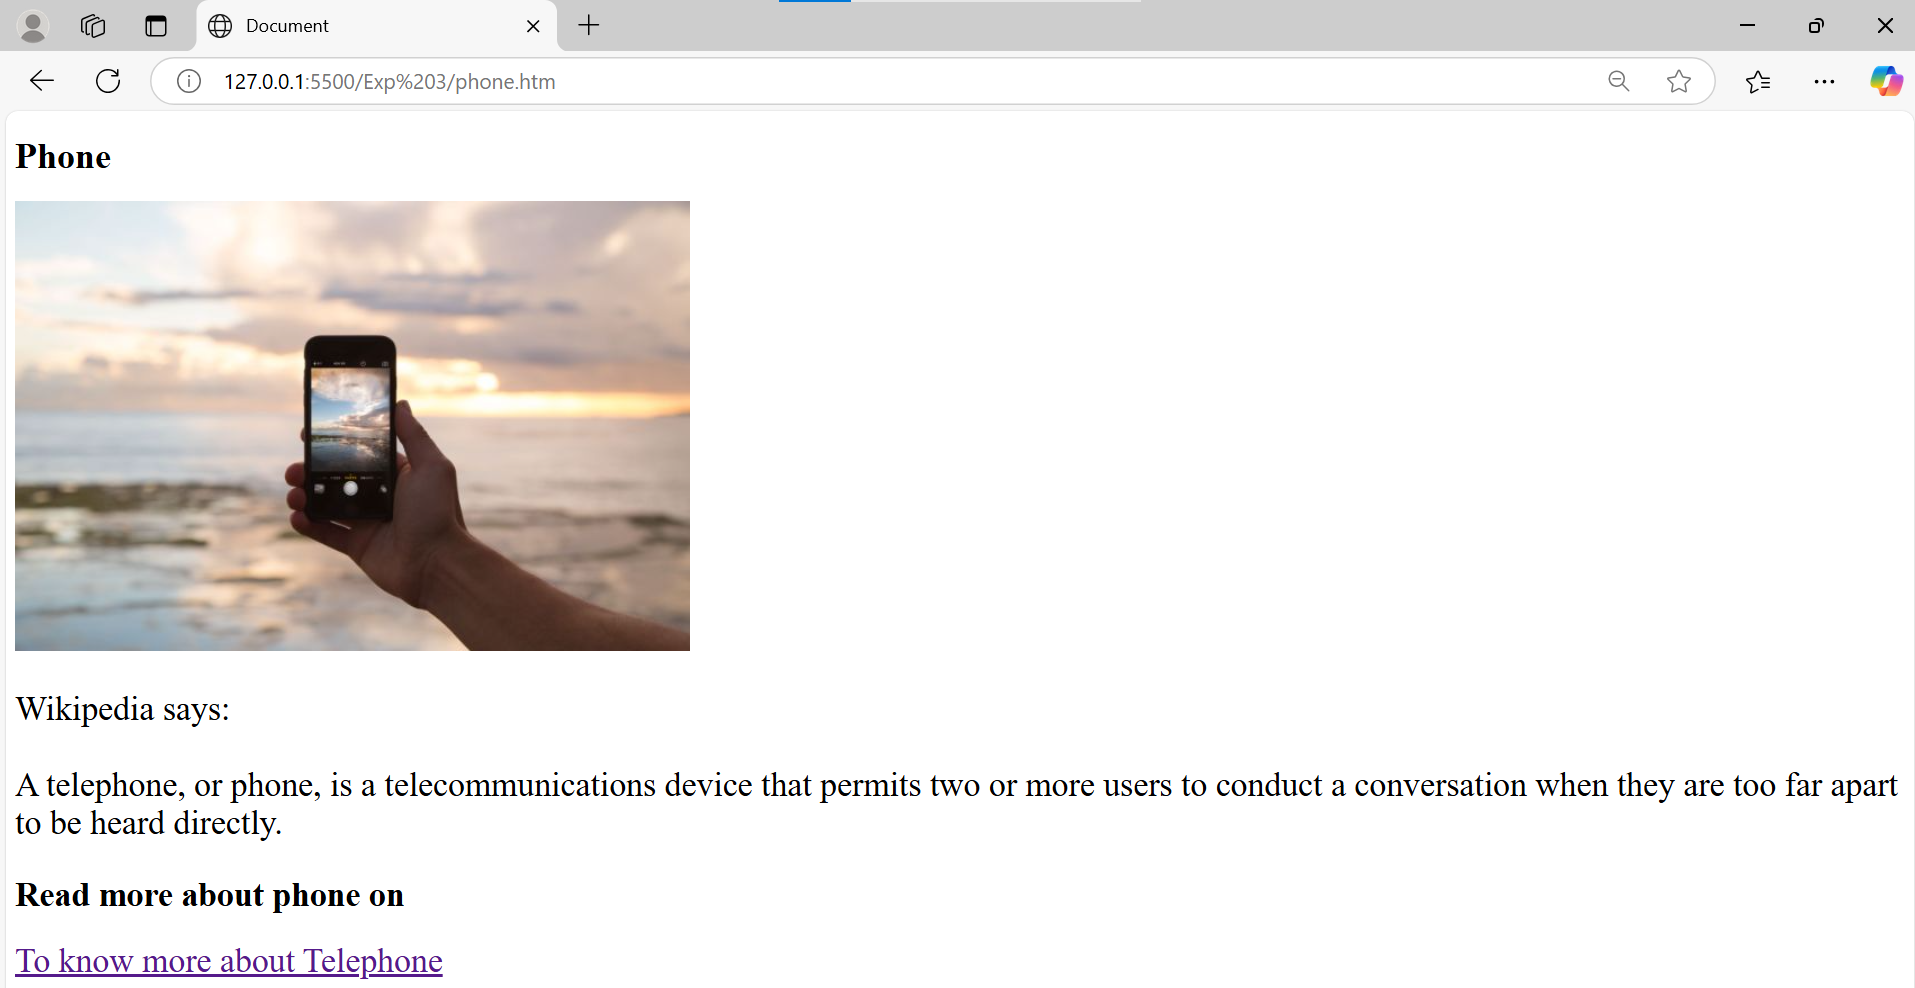 Document
127.0.0.1:5500/Exp%203/phone.htm
Phone
Wikipedia says:
A telephone, or phone, is a telecommunications device that permits two or more users to conduct a conversation when they are too far apart
to be heard directly.
Read more about phone on
To know more about Telephone